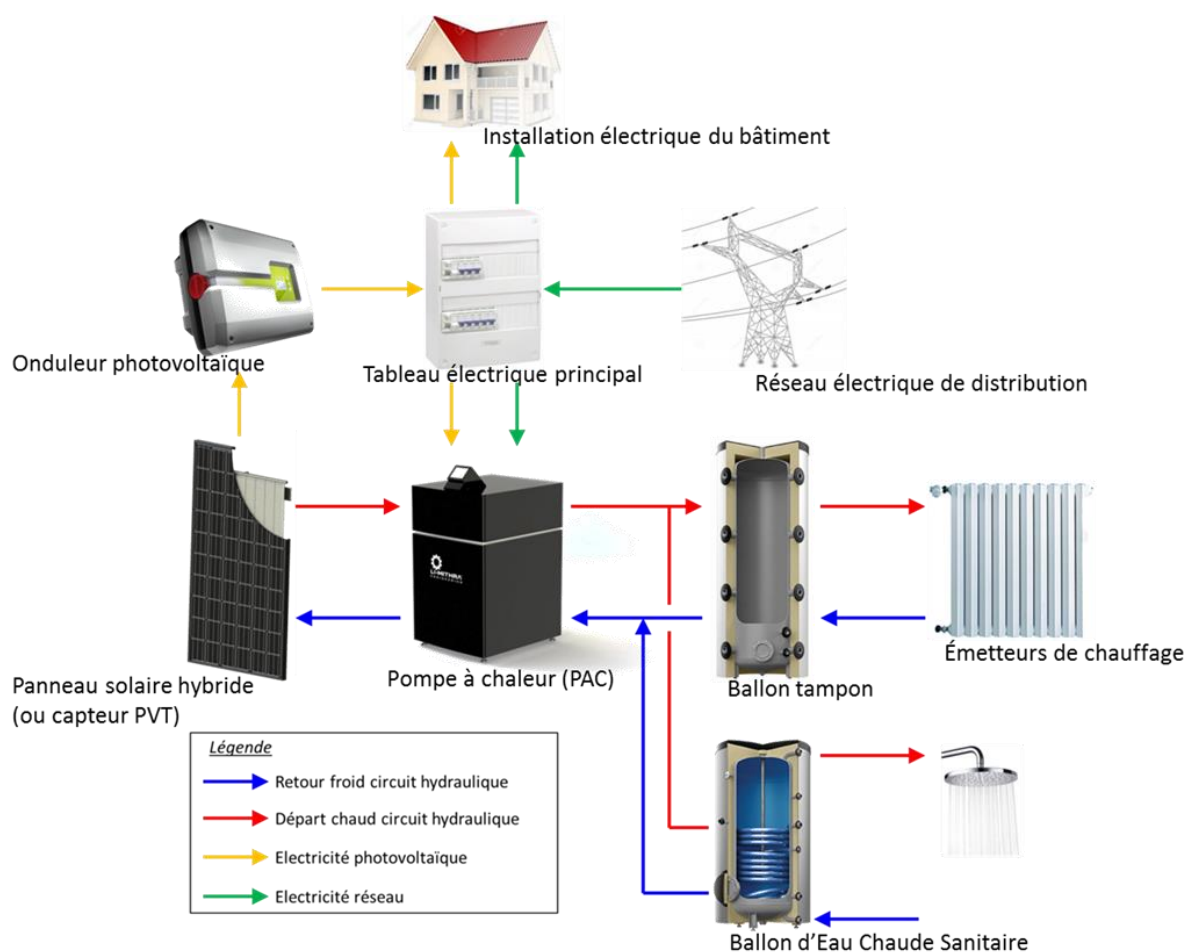 Installation électrique du bâtiment
Onduleur photovoltaïque
Tableau électrique principal
Réseau électrique de distribution
Panneau solaire hybride
(ou capteur PVT)
Pompe à chaleur (PAC)
Ballon tampon
Émetteurs de chauffage
Légende
Retour froid circuit hydraulique
Départ chaud circuit hydraulique
Electricité photovoltaïque
Electricité réseau
Ballon d'Eau Chaude Sanitaire